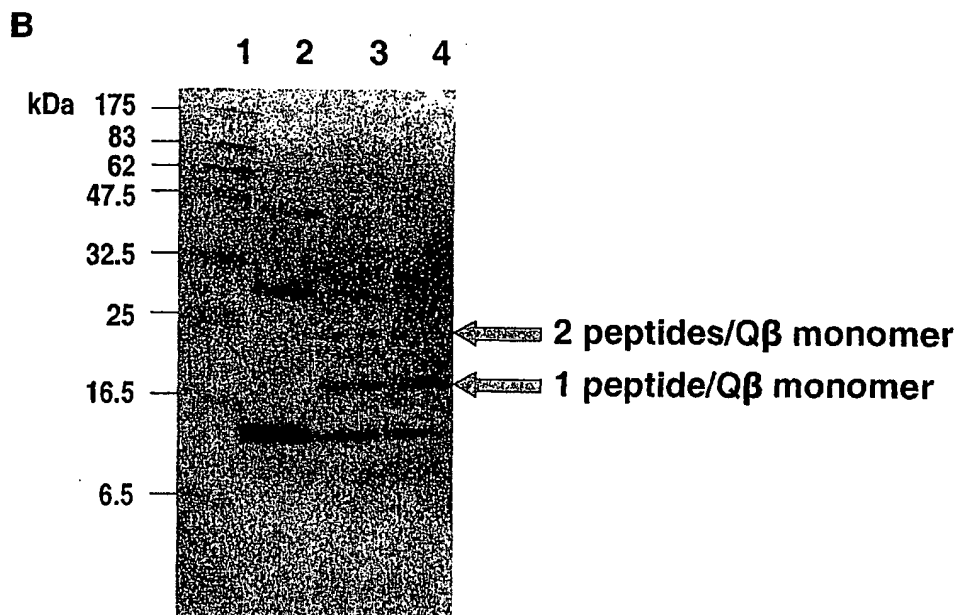 B
1 2 3 4
kDa 175
83
62
47.5
32.5
25
2 peptides/Qβ monomer
1 peptide/Qβ monomer
16.5
6.5